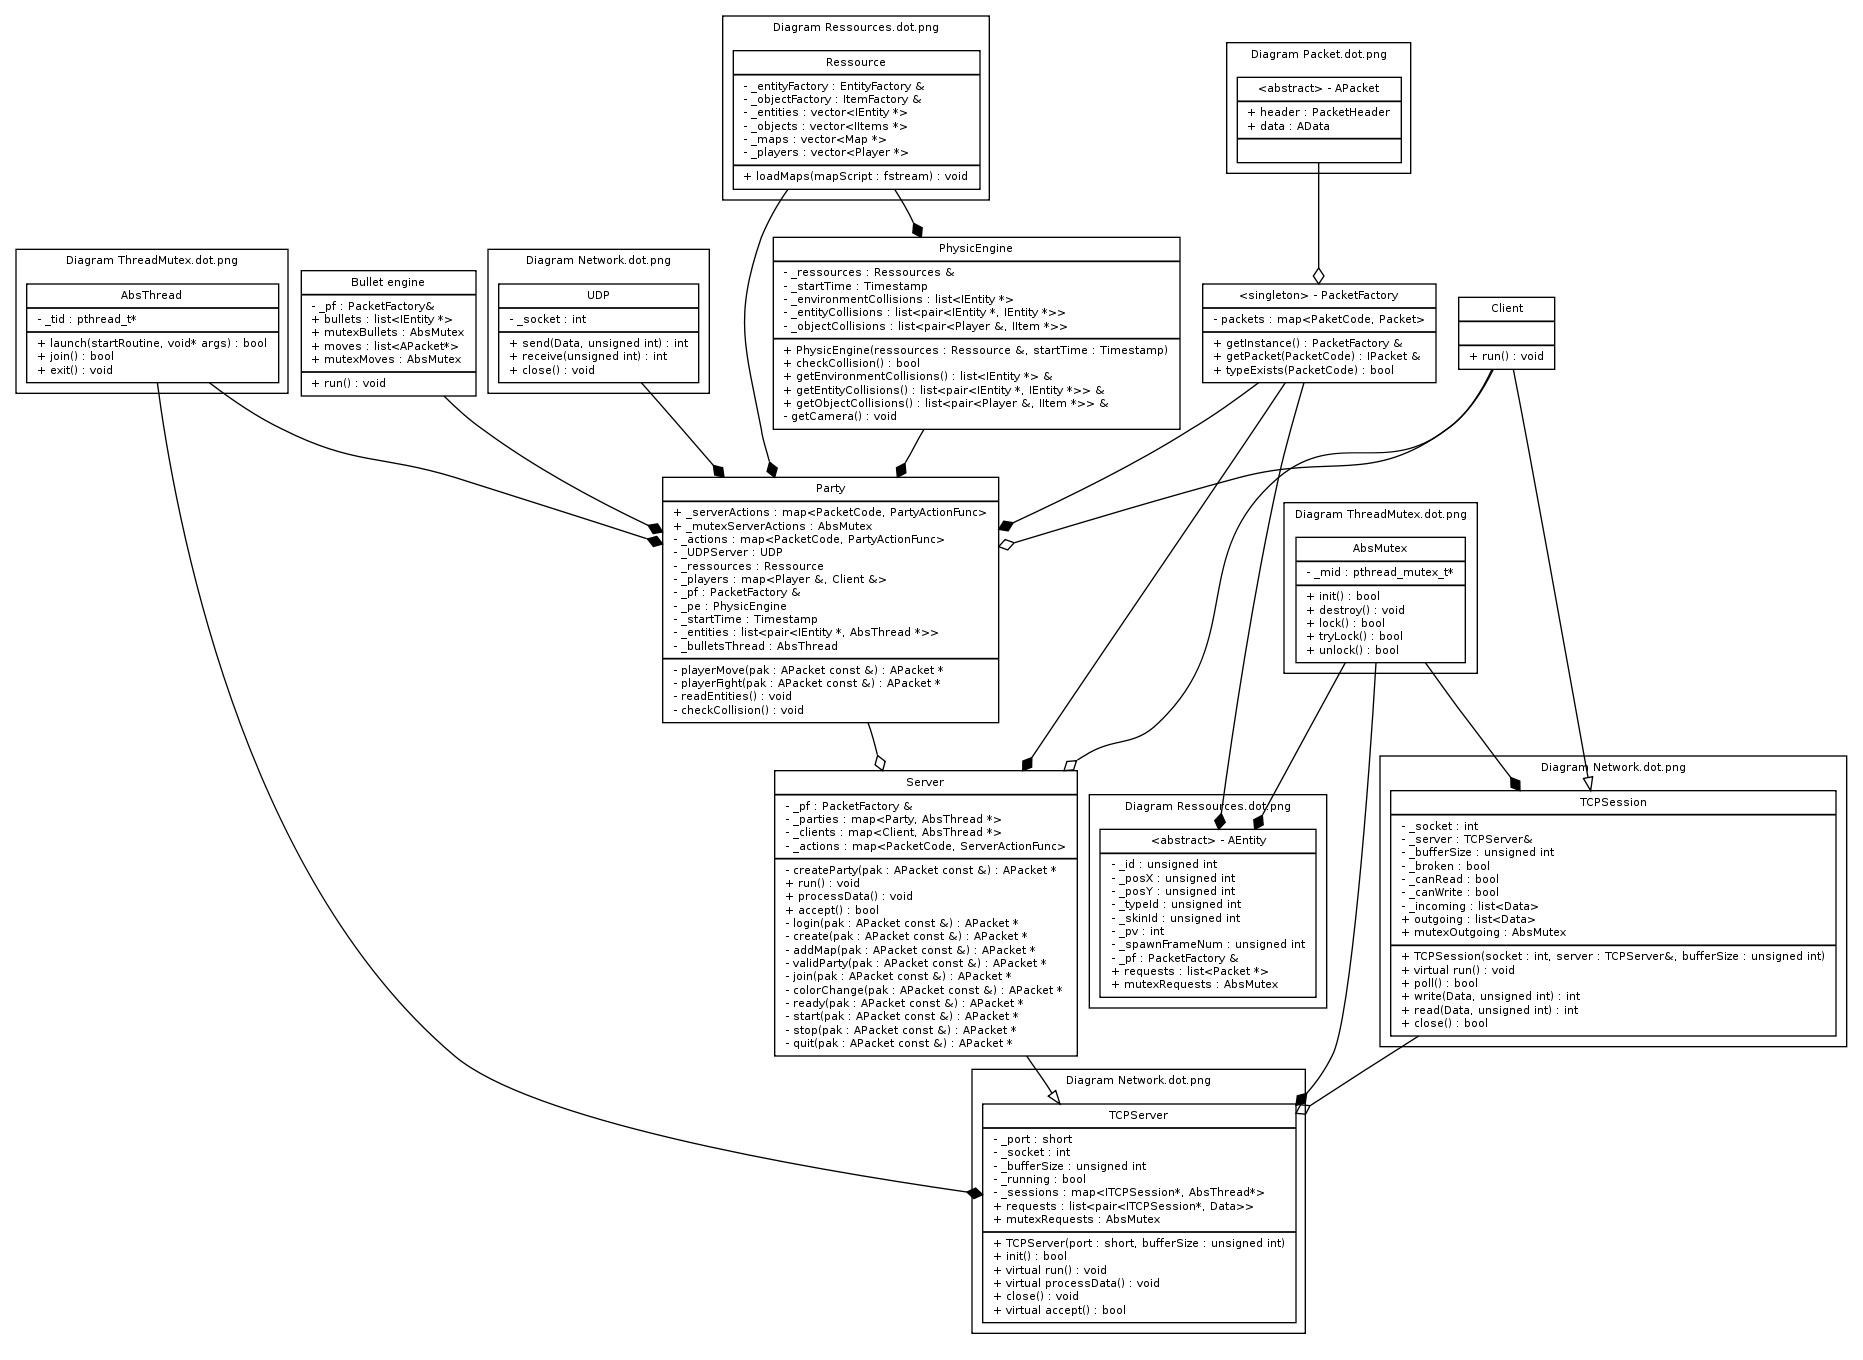 Diagram Ressources.dot.png
Ressource
- _entityFactory : EntityFactory &
- _objectFactory : ItemFactory &
- _entities : vector<IEntity *>
- _objects : vector<IItems *>
- _maps : vector<Map *>
- _players : vector<Player *>
+ loadMaps(mapScript : fstream) : void
Diagram Packet.dot.png
<abstract> - APacket
+ header : PacketHeader
+ data : AData
Diagram ThreadMutex.dot.png
AbsThread
- _tid : pthread_t*
+ launch(startRoutine, void* args) : bool
+ join() : bool
+ exit() : void
Bullet engine
- _pf : PacketFactory&
+ bullets : list<IEntity *>
+ mutexBullets : AbsMutex
+ moves : list<APacket*>
+ mutexMoves : AbsMutex
+ run() : void
Diagram Network.dot.png
UDP
- _socket : int
+ send(Data, unsigned int) : int
+ receive(unsigned int) : int
+ close() : void
PhysicEngine
- _ressources : Ressources &
- _startTime : Timestamp
- _environmentCollisions : list<IEntity *>
- _entityCollisions : list<pair<IEntity *, IEntity *>>
- _objectCollisions : list<pair<Player &, IItem *>>
+ PhysicEngine(ressources : Ressource &, startTime : Timestamp)
+ checkCollision() : bool
+ getEnvironmentCollisions() : list<IEntity *> &
+ getEntityCollisions() : list<pair<IEntity *, IEntity *>> &
+ getObjectCollisions() : list<pair<Player &, IItem *>> &
- getCamera() : void
<singleton> - PacketFactory
- packets : map<PaketCode, Packet>
+ getInstance() : PacketFactory &
+ getPacket(PacketCode) : IPacket &
+ typeExists(PacketCode) : bool
Client
+ run() : void
Party
+ _serverActions : map<PacketCode, PartyActionFunc>
+ _mutexServerActions : AbsMutex
- _actions : map<PacketCode, PartyActionFunc>
- _UDPServer : UDP
- _ressources : Ressource
- _players : map<Player &, Client &>
- _pf : PacketFactory &
- _pe : PhysicEngine
- _startTime : Timestamp
- _entities : list<pair<IEntity *, AbsThread *>>
- _bulletsThread : AbsThread
- playerMove(pak : APacket const &) : APacket *
- playerFight(pak : APacket const &) : APacket *
- readEntities() : void
- checkCollision() : void
Diagram ThreadMutex.dot.png
AbsMutex
- _mid : pthread_mutex_t*
+ init() : bool
+ destroy() : void
+ lock() : bool
+ tryLock() : bool
+ unlock() : bool
Server
- _pf : PacketFactory &
- _parties : map<Party, AbsThread *>
- _clients : map<Client, AbsThread *>
- _actions : map<PacketCode, ServerActionFunc>
- createParty(pak : APacket const &) : APacket *
+ run() : void
+ processData() : void
+ accept() : bool
- login(pak : APacket const &) : APacket *
- create(pak : APacket const &) : APacket *
- addMap(pak : APacket const &) : APacket *
- validParty(pak : APacket const &) : APacket *
- join(pak : APacket const &) : APacket *
- colorChange(pak : APacket const &) : APacket *
- ready(pak : APacket const &) : APacket *
- start(pak : APacket const &) : APacket *
- stop(pak : APacket const &) : APacket *
- quit(pak : APacket const &) : APacket *
Diagram Ressources.dot.png
<abstract> - AEntity
- _id : unsigned int
- _posX : unsigned int
- _posY : unsigned int
- _typeId : unsigned int
- _skinId : unsigned int
- _pv : int
- _spawnFrameNum : unsigned int
- _pf : PacketFactory &
+ requests : list<Packet *>
+ mutexRequests : AbsMutex
Diagram Network.dot.png
TCPSession
- _socket : int
- _server : TCPServer&
- _bufferSize : unsigned int
- _broken : bool
- _canRead : bool
- _canWrite : bool
- _incoming : list<Data>
+ outgoing : list<Data>
+ mutexOutgoing : AbsMutex
+ TCPSession(socket : int, server : TCPServer&, bufferSize : unsigned int)
+ virtual run() : void
+ poll() : bool
+ write(Data, unsigned int) : int
+ read(Data, unsigned int) : int
+ close() : bool
Diagram Network.dot.png
TCPServer
- _port : short
- _socket : int
- _bufferSize : unsigned int
- _running : bool
- _sessions : map<ITCPSession*, AbsThread*>
+ requests : list<pair<ITCPSession*, Data>>
+ mutexRequests : AbsMutex
+ TCPServer(port : short, bufferSize : unsigned int)
+ init() : bool
+ virtual run() : void
+ virtual processData() : void
+ close() : void
+ virtual accept() : bool